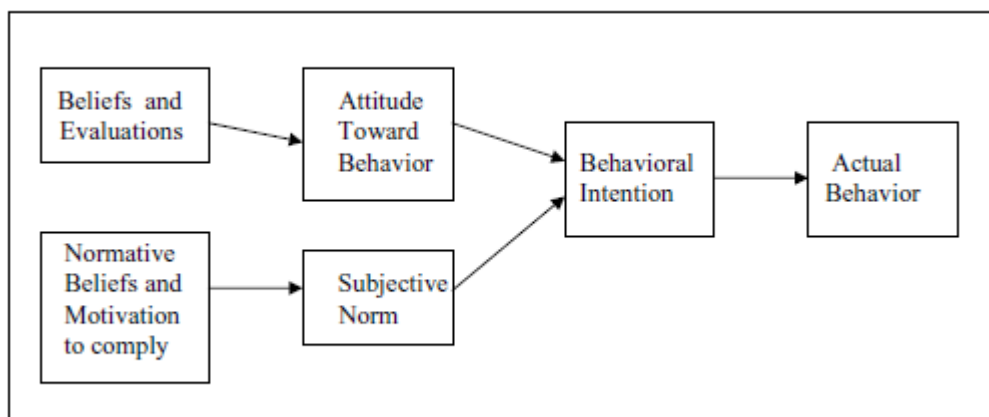 Beliefs and
Evaluations
Attitude
Toward
Behavior
Behavioral
Intention
Actual
Behavior
Normative
Beliefs and
Motivation
to comply
Subjective
Norm